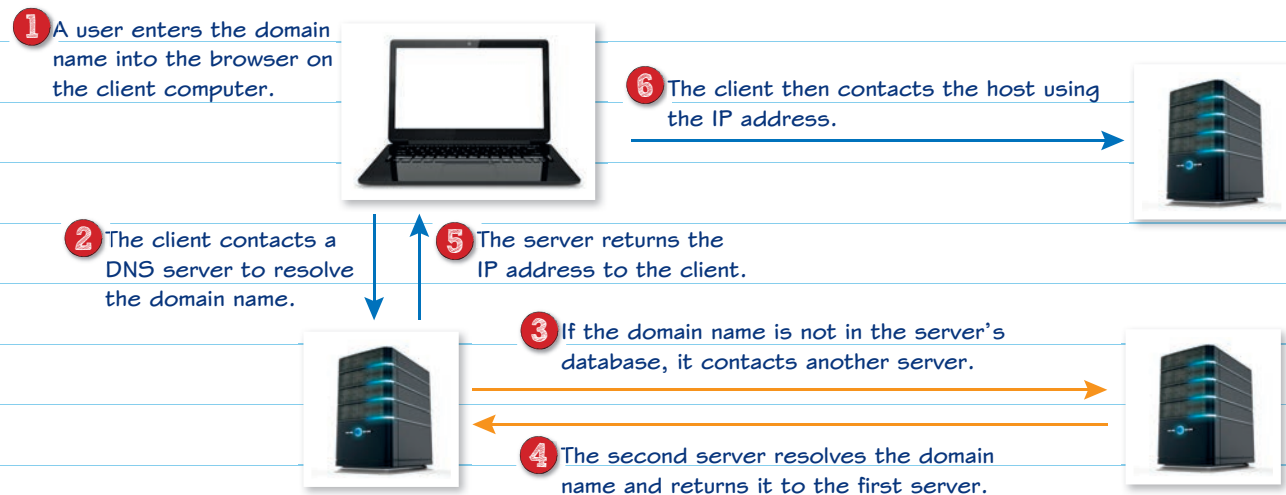 1 A user enters the domain
name into the browser on
the client computer.
6 The client then contacts the host using
the IP address.
2 The client contacts a
DNS server to resolve
the domain name.
5 The server returns the
IP address to the client.
3 If the domain name is not in the server's
database, it contacts another server.
4 The second server resolves the domain
name and returns it to the first server.